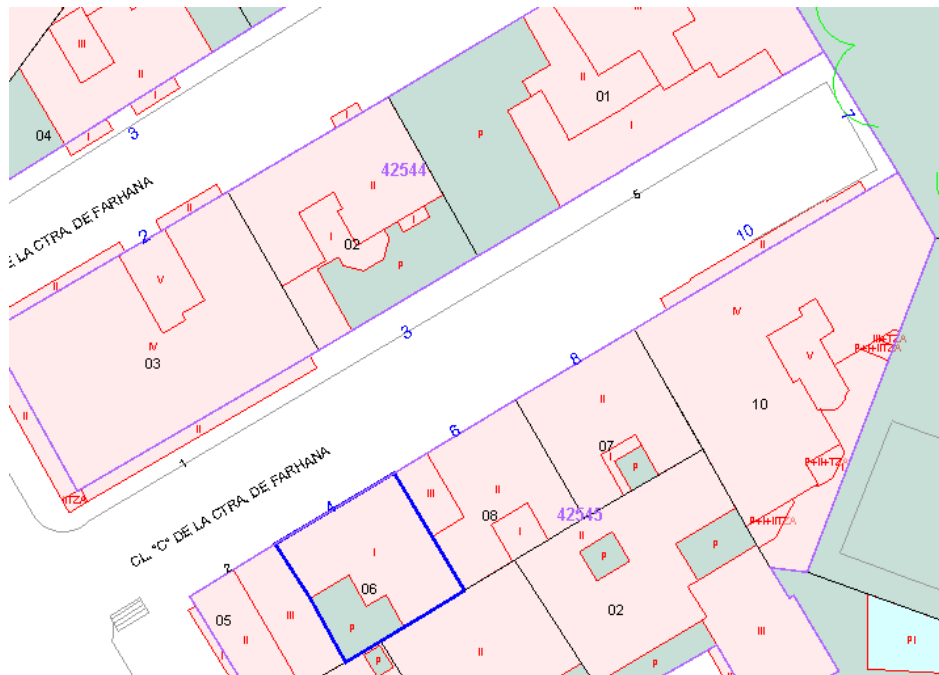 III
II
I
04
I
3
II
01
I
P
7
42544
II
I
5
E LA CTRA. DE FARHANA
2
II
I
02
I
P
10
II
II
V
IV
03
3
IV
III+TZA
P+I+IITZA
V
8
II
10
II
II
6
07
I
P
P+II+TZA
1
ITZA
CL. "C" DE LA CTRA. DE FARHANA
4
III
II
08
I
42545
II
P
P
P+I+IITZA
2
I
06
P
05
II
III
I
P
II
02
P
III
PI